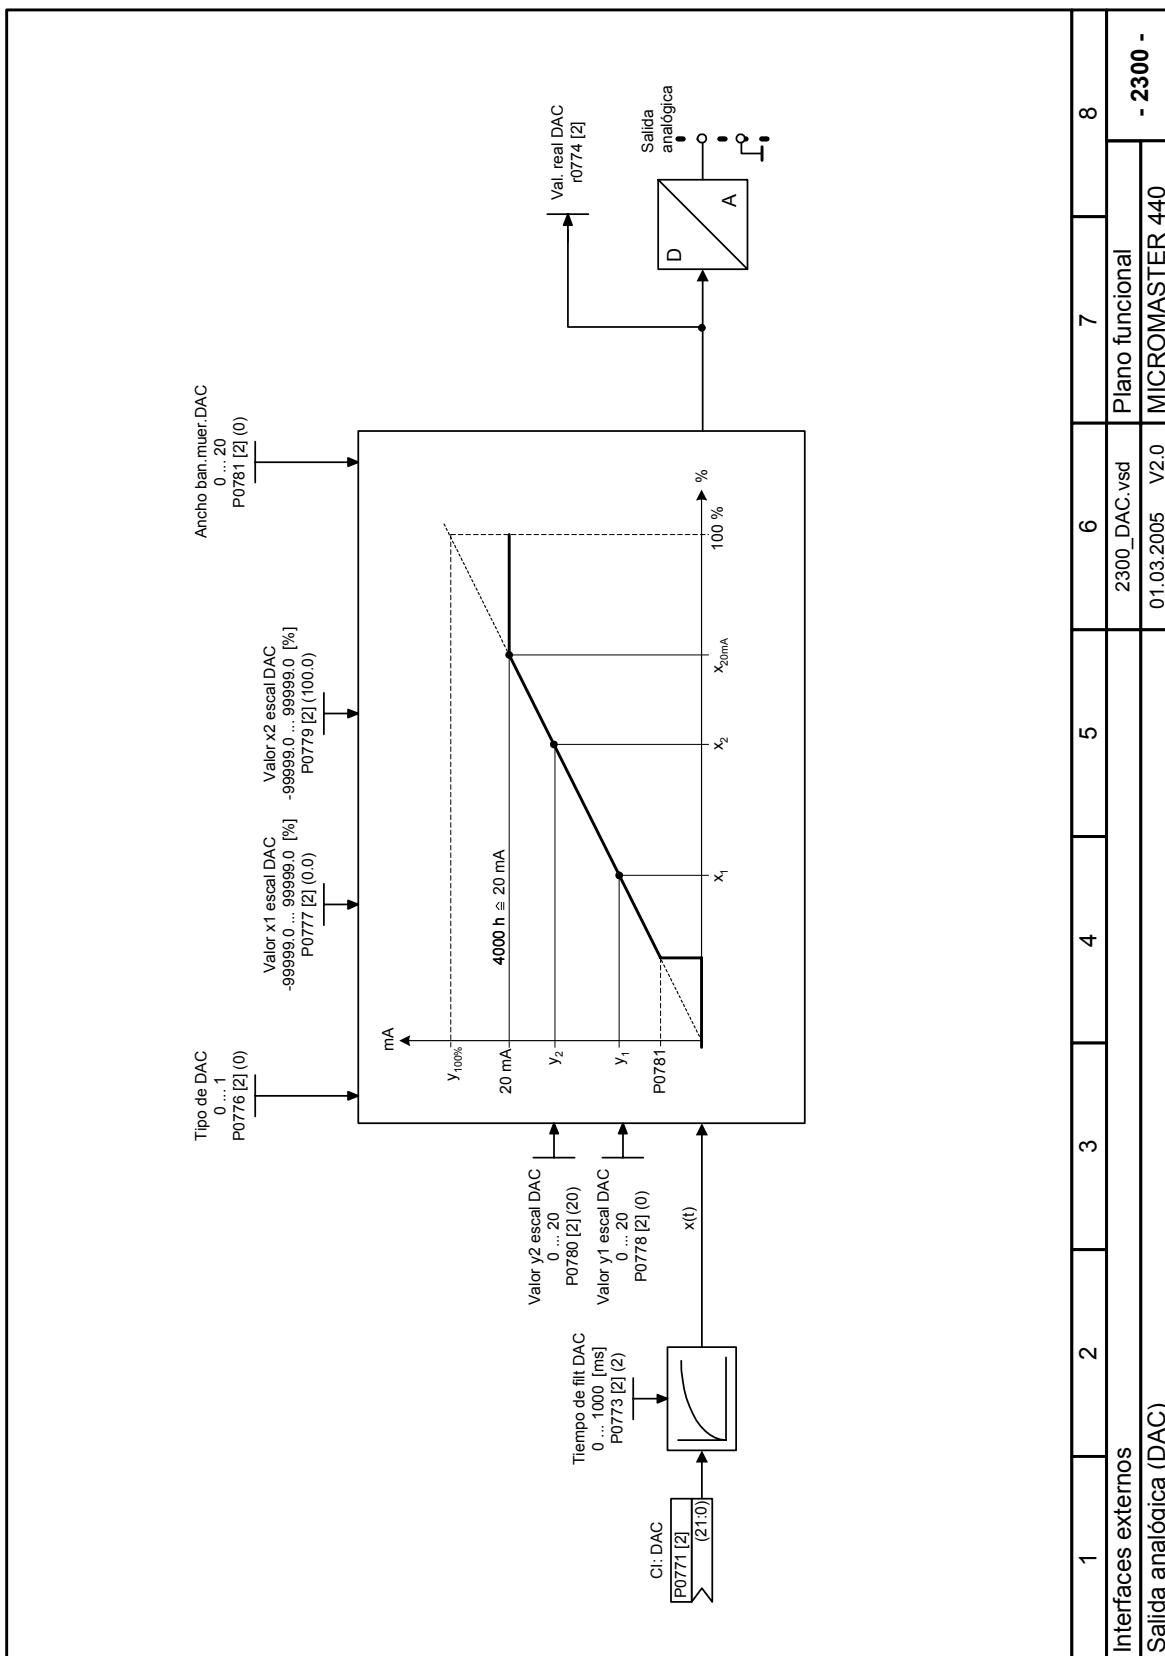 Tipo de DAC
0 ... 1
P0776 [2] (0)
Valor x1 escal DAC
-99999.0 ... 99999.0 [%]
P0777 [2] (0.0)
Valor x2 escal DAC
-99999.0 ... 99999.0 [%]
P0779 [2] (100.0)
Ancho ban.muer.DAC
0 ... 20
P0781 [2] (0)
Valor y2 escal DAC
0 ... 20
P0780 [2] (20)
Valor y1 escal DAC
0 ... 20
P0778 [2] (0)
Tiempo de filt DAC
0 ... 1000 [ms]
P0773 [2] (2)
CI: DAC
P0771 [2]
(21:0)
x(t)
mA
y100%
20 mA
y2
y1
P0781
4000 h ≙ 20 mA
x1
x2
x20mA
100 %
%
Val. real DAC
r0774 [2]
D
A
Salida
analógica
1 2 3 4 5 6 7 8
Interfaces externos
2300_DAC.vsd
Plano funcional
- 2300 -
Salida analógica (DAC)
01.03.2005 V2.0
MICROMASTER 440